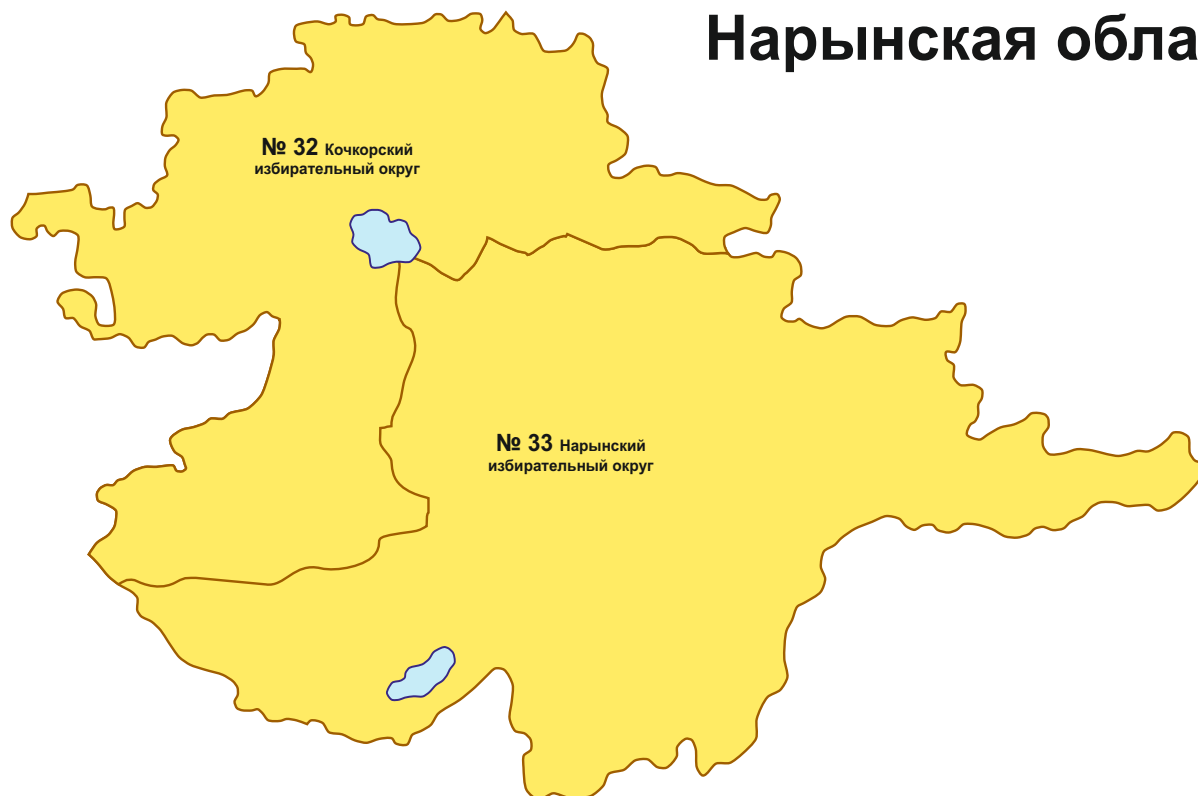 Нарынская обла
№ 32 Кочкорский
избирательный округ
№ 33 Нарынский
избирательный округ